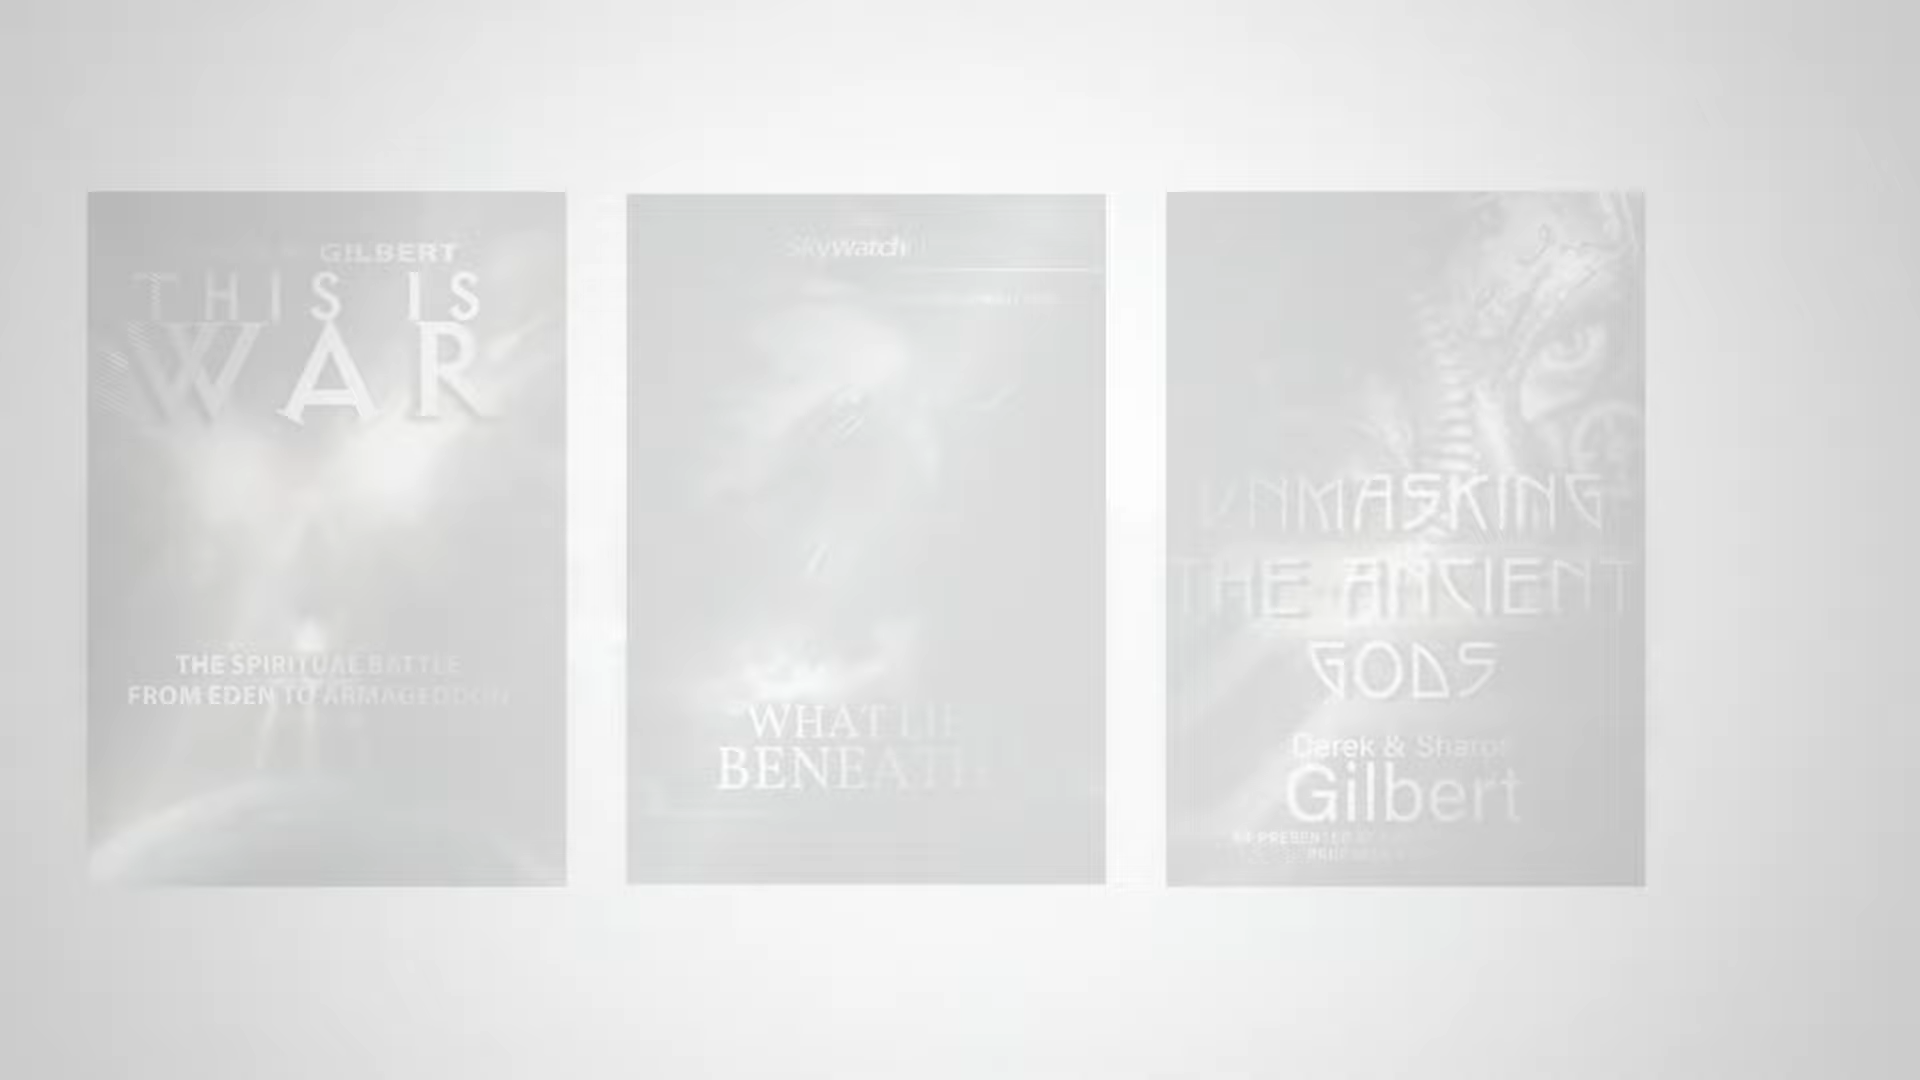 GILBERT
THIS IS
WAR
THE SPIRITUAL BATTLE
FROM EDEN TO ARMAGEDDON
Skywatch
WHAT LIE
BENEATH
UNMASKING
THE ANCIENT
GODS
Derek & Sharon
Gilbert